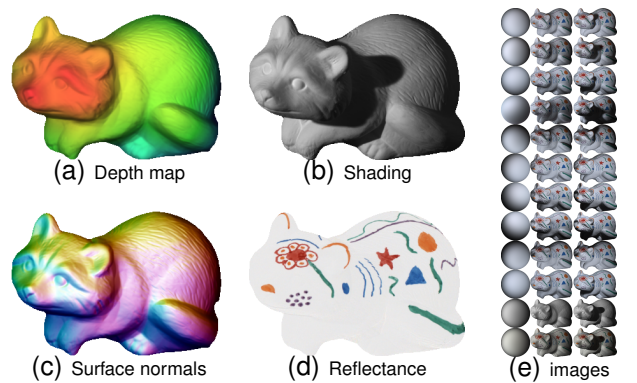 (a) Depth map
(b) Shading
(c) Surface normals
(d) Reflectance
(e) images